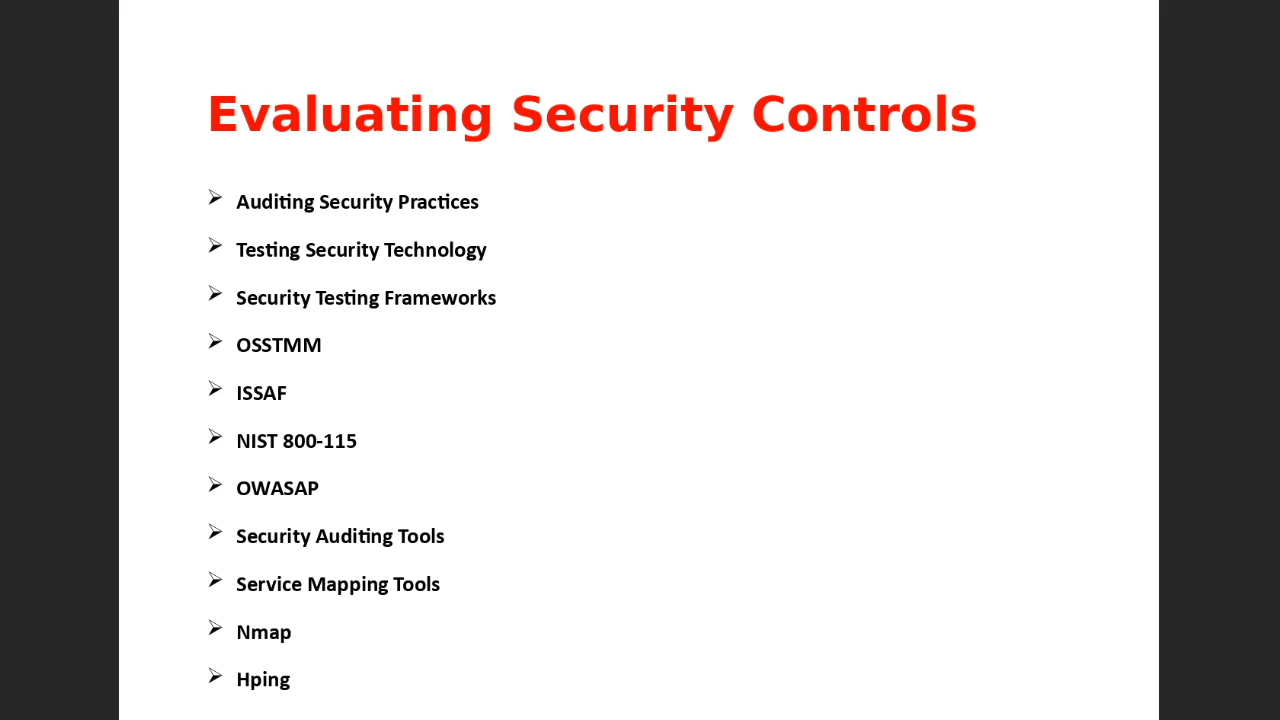 Evaluating Security Controls
Auditing Security Practices
Testing Security Technology
Security Testing Frameworks
OSSTMM
ISSAF
NIST 800-115
OWASAP
Security Auditing Tools
Service Mapping Tools
Nmap
Hping